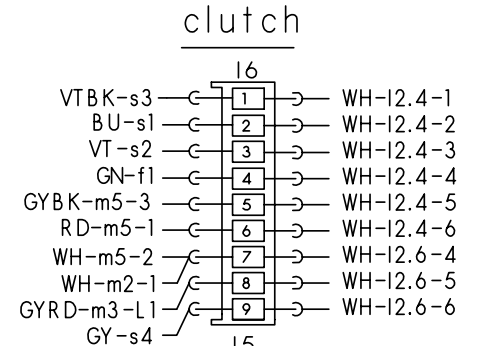 clutch
16
VTBK-s3 1 WH-12.4-1
BU-s1 2 WH-12.4-2
VT-s2 3 WH-12.4-3
GN-f1 4 WH-12.4-4
GYBK-m5-3 5 WH-12.4-5
RD-m5-1 6 WH-12.4-6
WH-m5-2 7 WH-12.6-4
WH-m2-1 8 WH-12.6-5
GYRD-m3-L1 9 WH-12.6-6
GY-s4
15